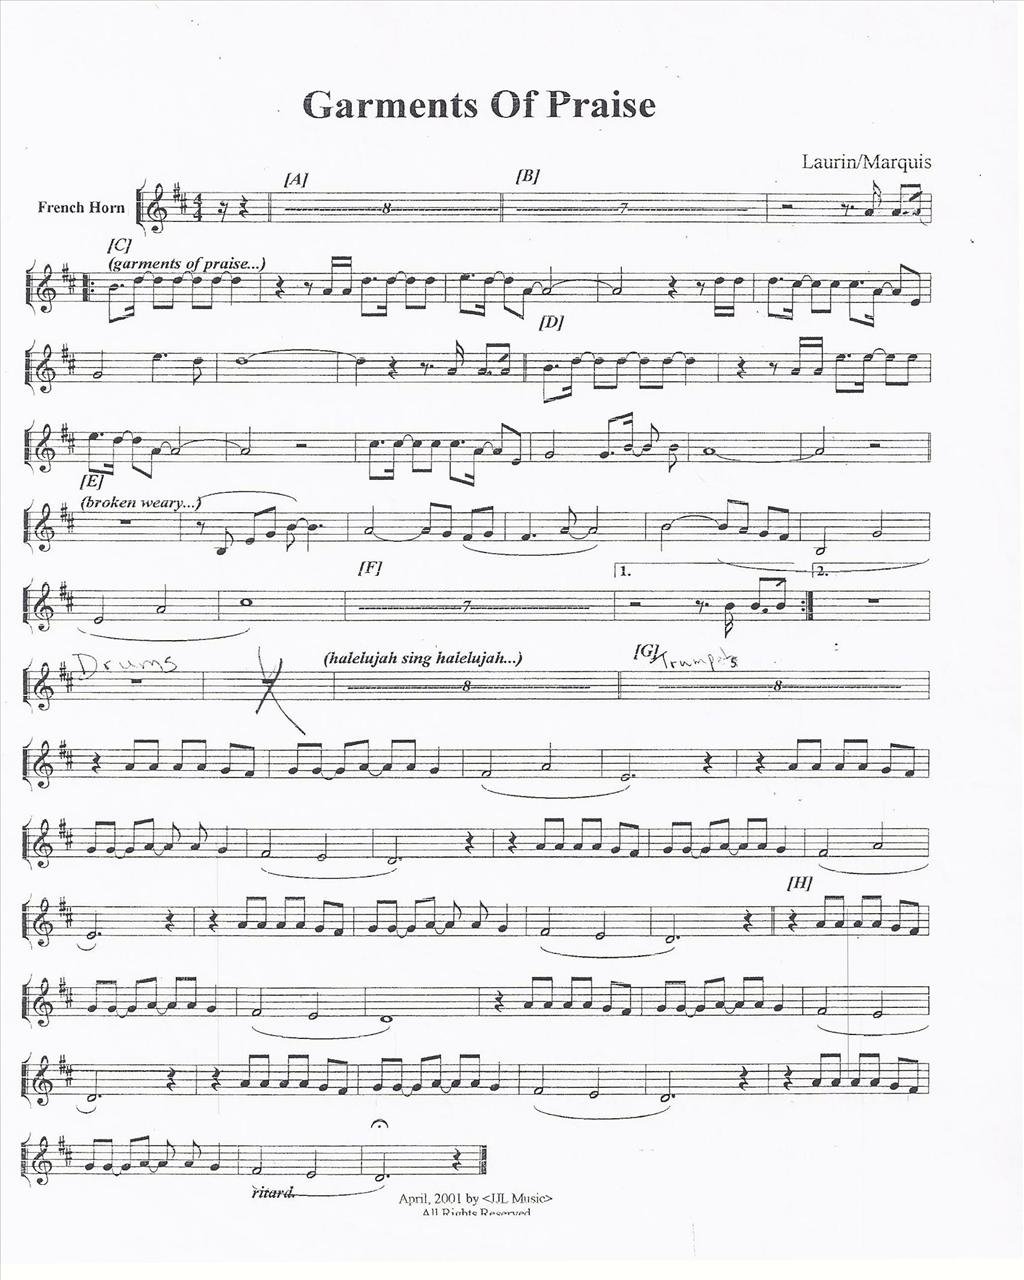 Garments Of Praise
Laurin/Marquis
[A] [B]
French Horn 4 4 8 7
[C]
(garments of praise...)
[D]
[E]
(broken weary...)
[F] 1. 2.
7
Drums (halelujah sing halelujah...) [G] Trumpets
8 8
[H]
ritard.
April, 2001 by <JJL Music>
All Rights Reserved